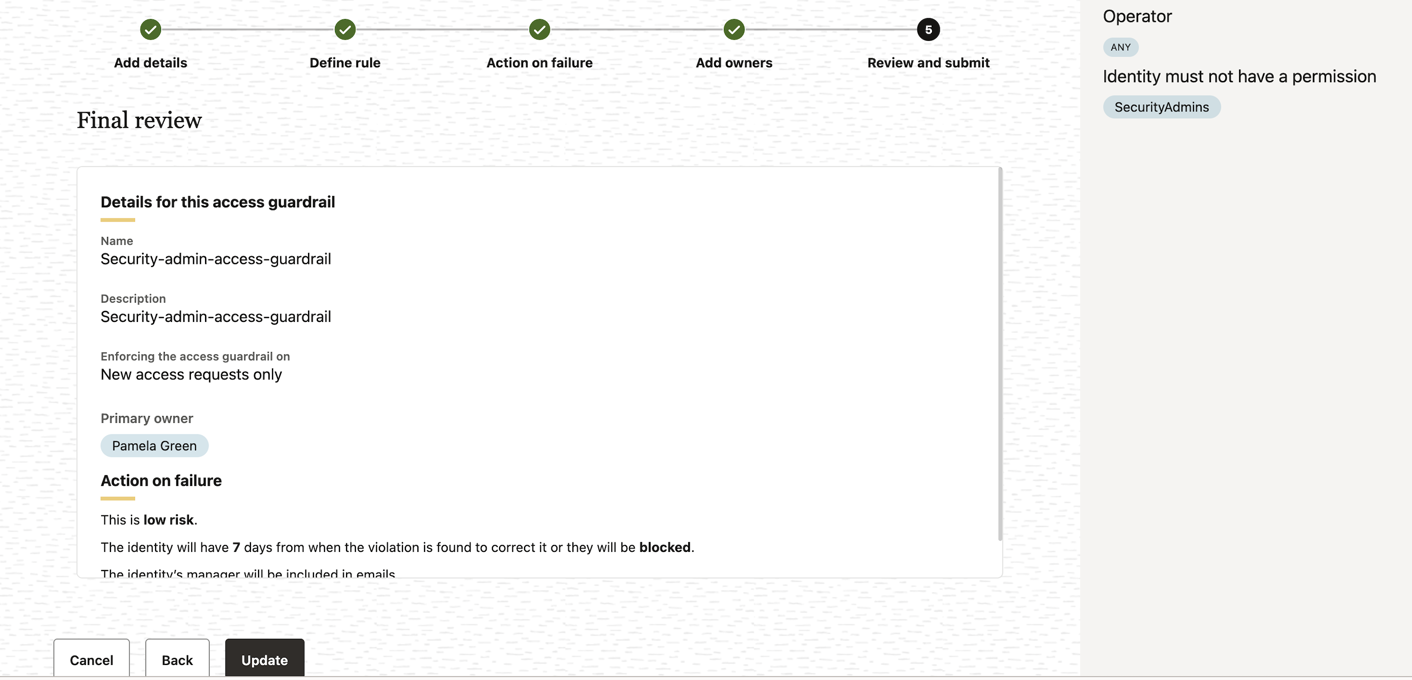 5
Add details
Define rule
Action on failure
Add owners
Review and submit
Final review
Details for this access guardrail
Name
Security-admin-access-guardrail
Description
Security-admin-access-guardrail
Enforcing the access guardrail on
New access requests only
Primary owner
Pamela Green
Action on failure
This is low risk.
The identity will have 7 days from when the violation is found to correct it or they will be blocked.
The identity's manager will be included in emails
Cancel
Back
Update
Operator
ANY
Identity must not have a permission
SecurityAdmins